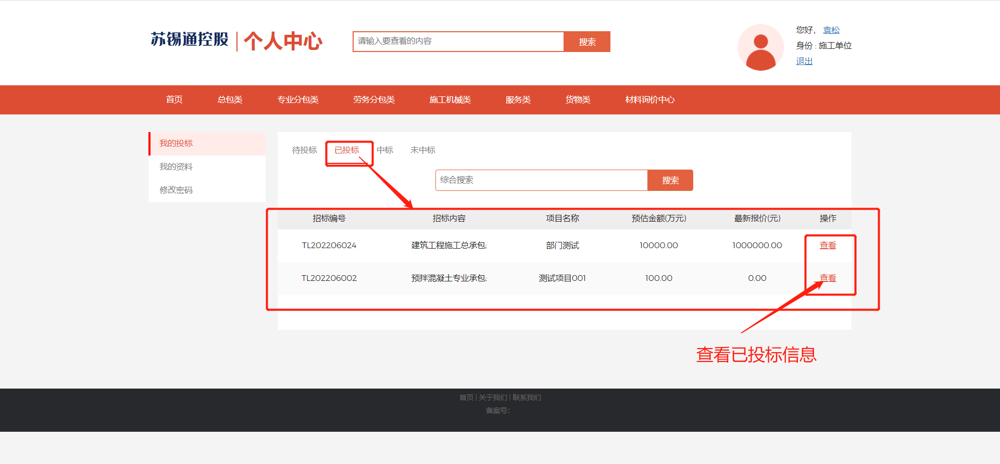 苏锡通控股 个人中心
请输入要查看的内容 搜索
您好， 袁松
身份 : 施工单位
退出
首页 总包类 专业分包类 劳务分包类 施工机械类 服务类 货物类 材料询价中心
我的投标
我的资料
修改密码
待投标 已投标 中标 未中标
综合搜索 搜索
招标编号 招标内容 项目名称 预估金额(万元) 最新报价(元) 操作
TL202206024 建筑工程施工总承包; 部门测试 10000.00 1000000.00 查看
TL202206002 预拌混凝土专业承包; 测试项目001 100.00 0.00 查看
查看已投标信息
首页 | 关于我们 | 联系我们
备案号：